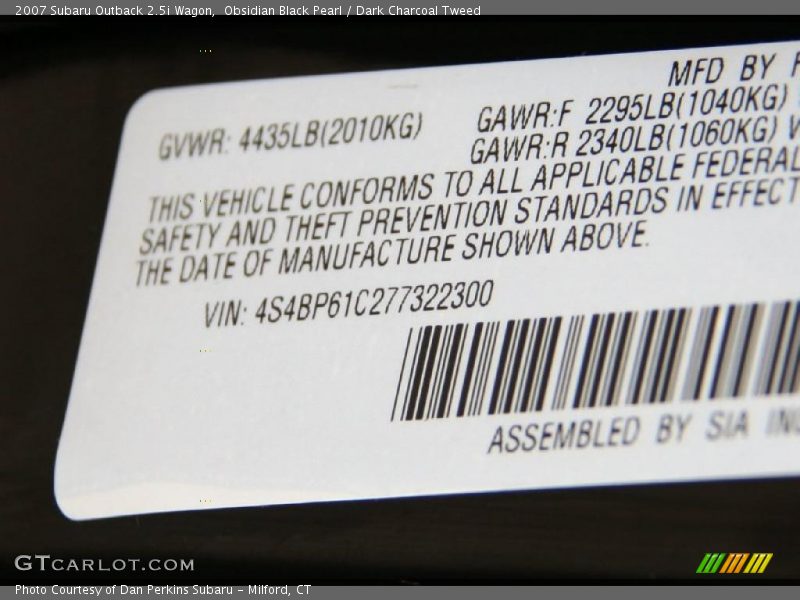 2007 Subaru Outback 2.5i Wagon,  Obsidian Black Pearl / Dark Charcoal Tweed
MFD BY F
GVWR: 4435LB(2010KG)
GAWR:F 2295LB(1040KG)
GAWR:R 2340LB(1060KG)
THIS VEHICLE CONFORMS TO ALL APPLICABLE FEDERAL
SAFETY AND THEFT PREVENTION STANDARDS IN EFFECT
THE DATE OF MANUFACTURE SHOWN ABOVE.
VIN: 4S4BP61C277322300
ASSEMBLED BY SIA IN
GTCARLOT.COM
Photo Courtesy of Dan Perkins Subaru - Milford, CT